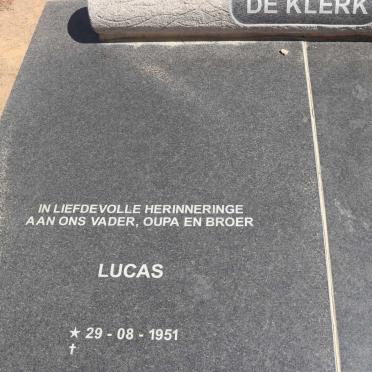 DE KLERK
IN LIEFDEVOLLE HERINNERINGE
AAN ONS VADER, OUPA EN BROER
LUCAS
★ 29 - 08 - 1951
†